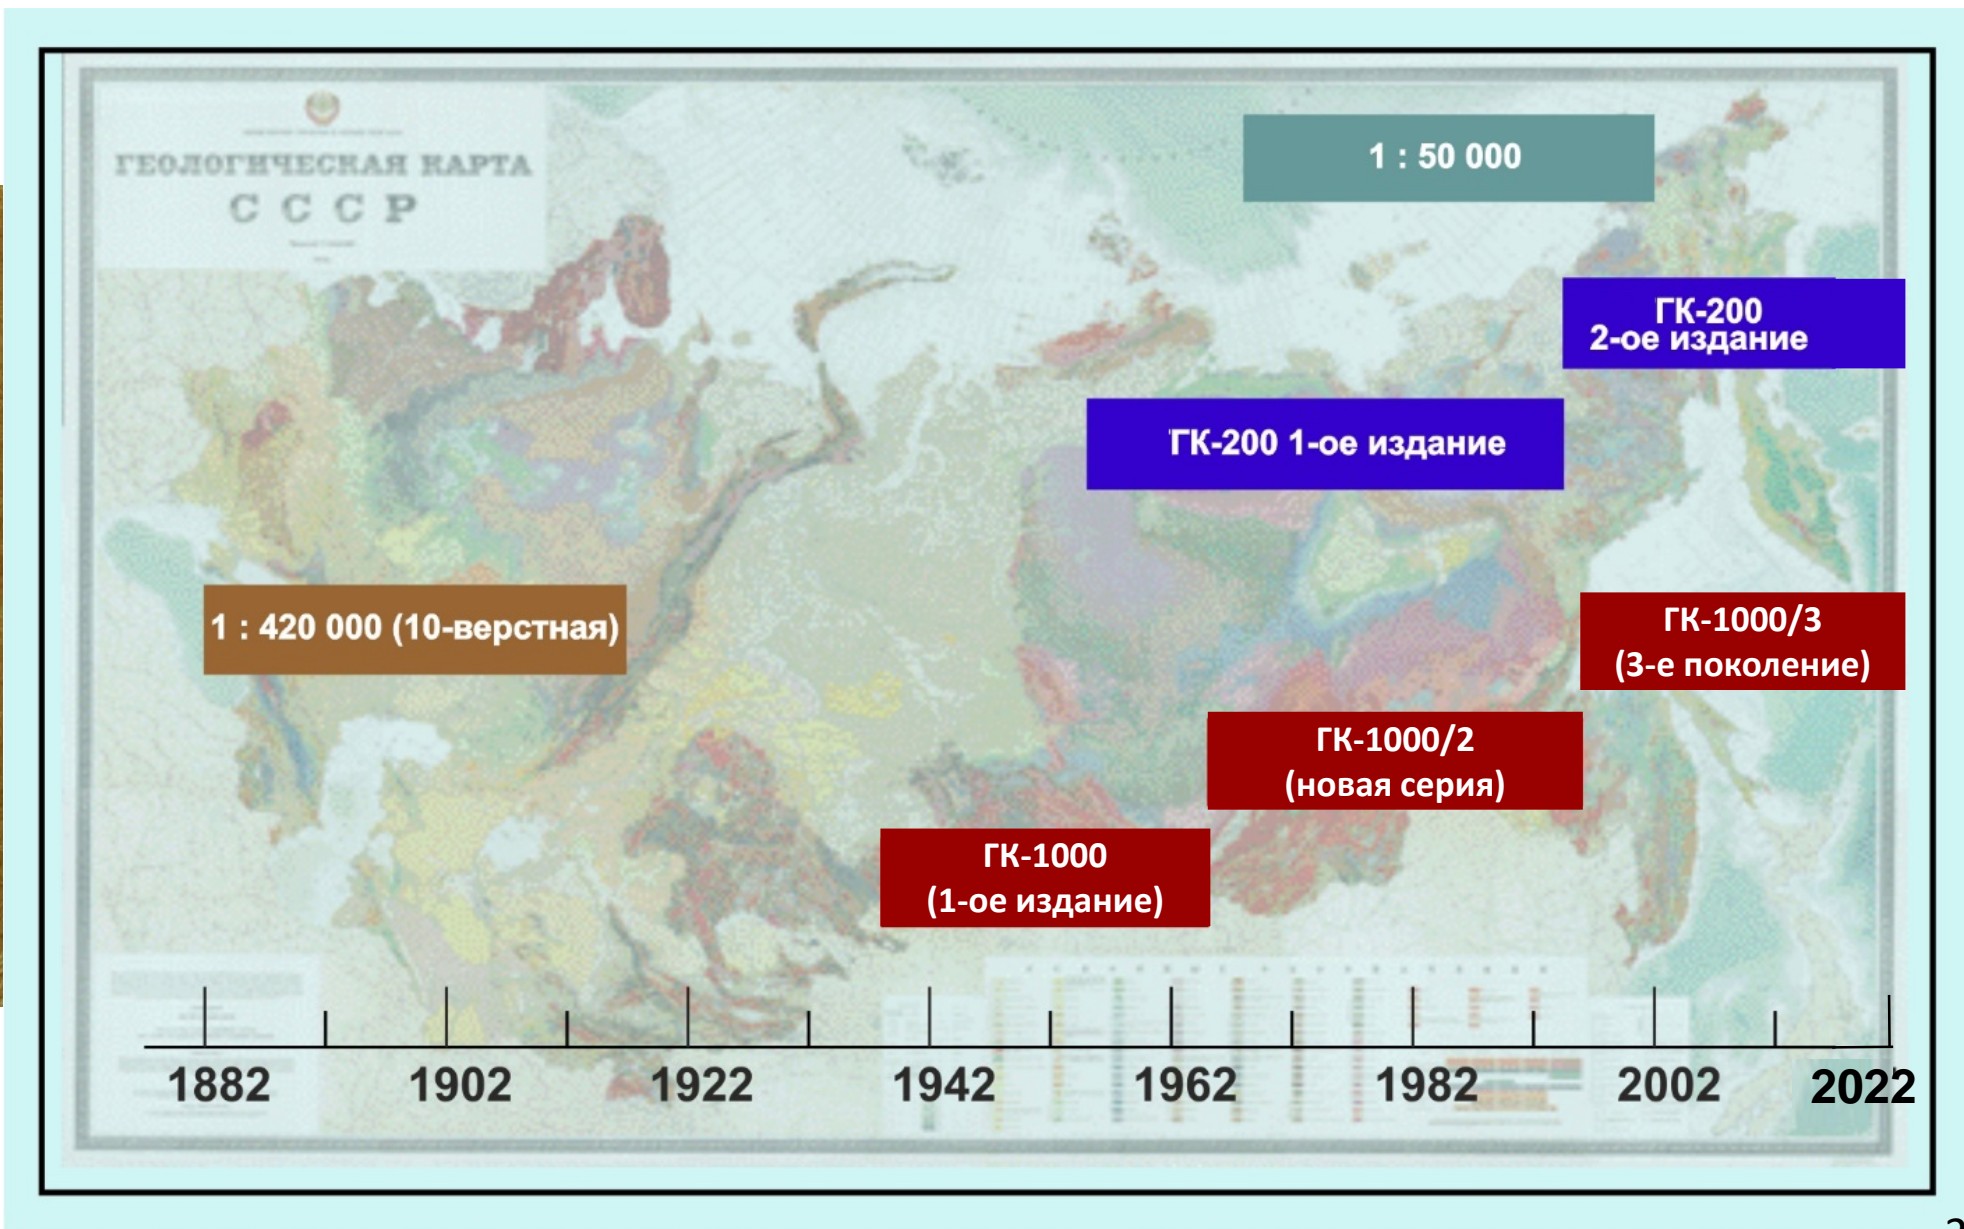 ГЕОЛОГИЧЕСКАЯ КАРТА
СССР
1 : 50 000
ГК-200
2-ое издание
ГК-200 1-ое издание
1 : 420 000 (10-верстная)
ГК-1000/3
(3-е поколение)
ГК-1000/2
(новая серия)
ГК-1000
(1-ое издание)
1882 1902 1922 1942 1962 1982 2002 2022